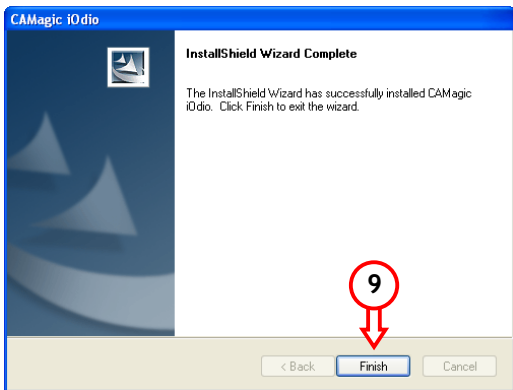 CAMagic iOdio
InstallShield Wizard Complete
The InstallShield Wizard has successfully installed CAMagic
iOdio. Click Finish to exit the wizard.
9
< Back
Finish
Cancel